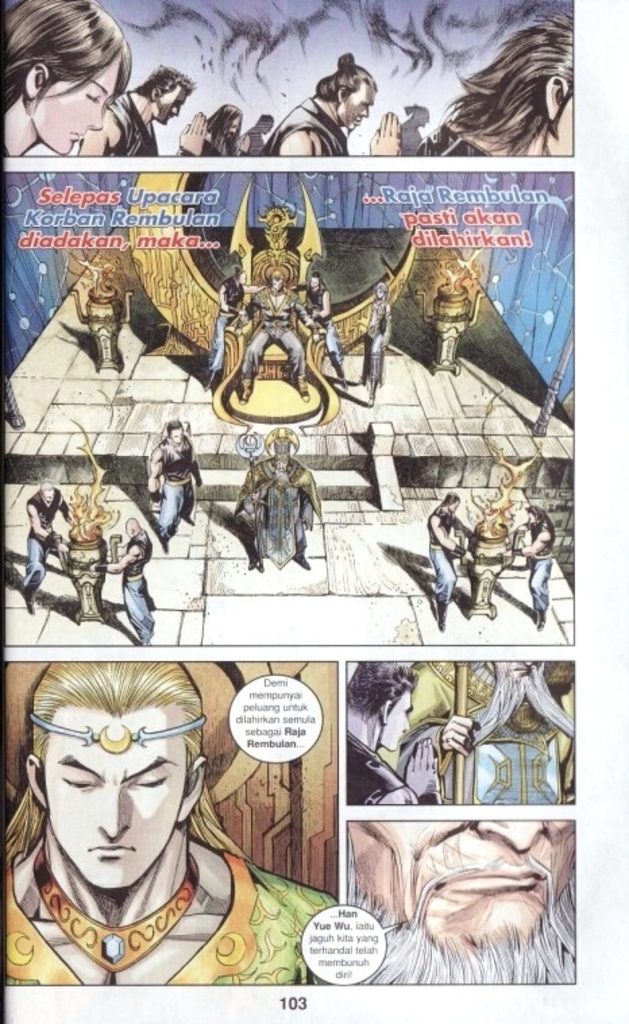 Selepas Upacara
Korban Rembulan
diadakan, maka...
...Raja Rembulan
pasti akan
dilahirkan!
Demi
mempunyai
peluang untuk
dilahirkan semula
sebagai Raja
Rembulan...
...Han
Yue Wu, iaitu
jaguh kita yang
terhandal telah
membunuh
diri!
103